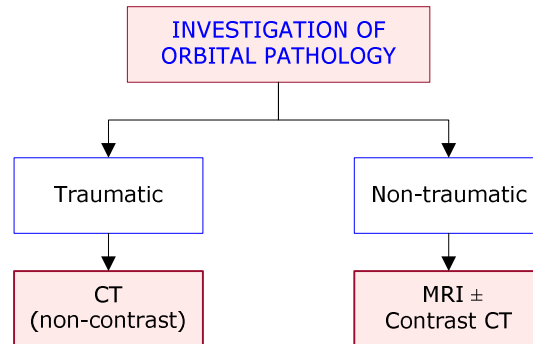 INVESTIGATION OF
ORBITAL PATHOLOGY
Traumatic
Non-traumatic
CT
(non-contrast)
MRI ±
Contrast CT